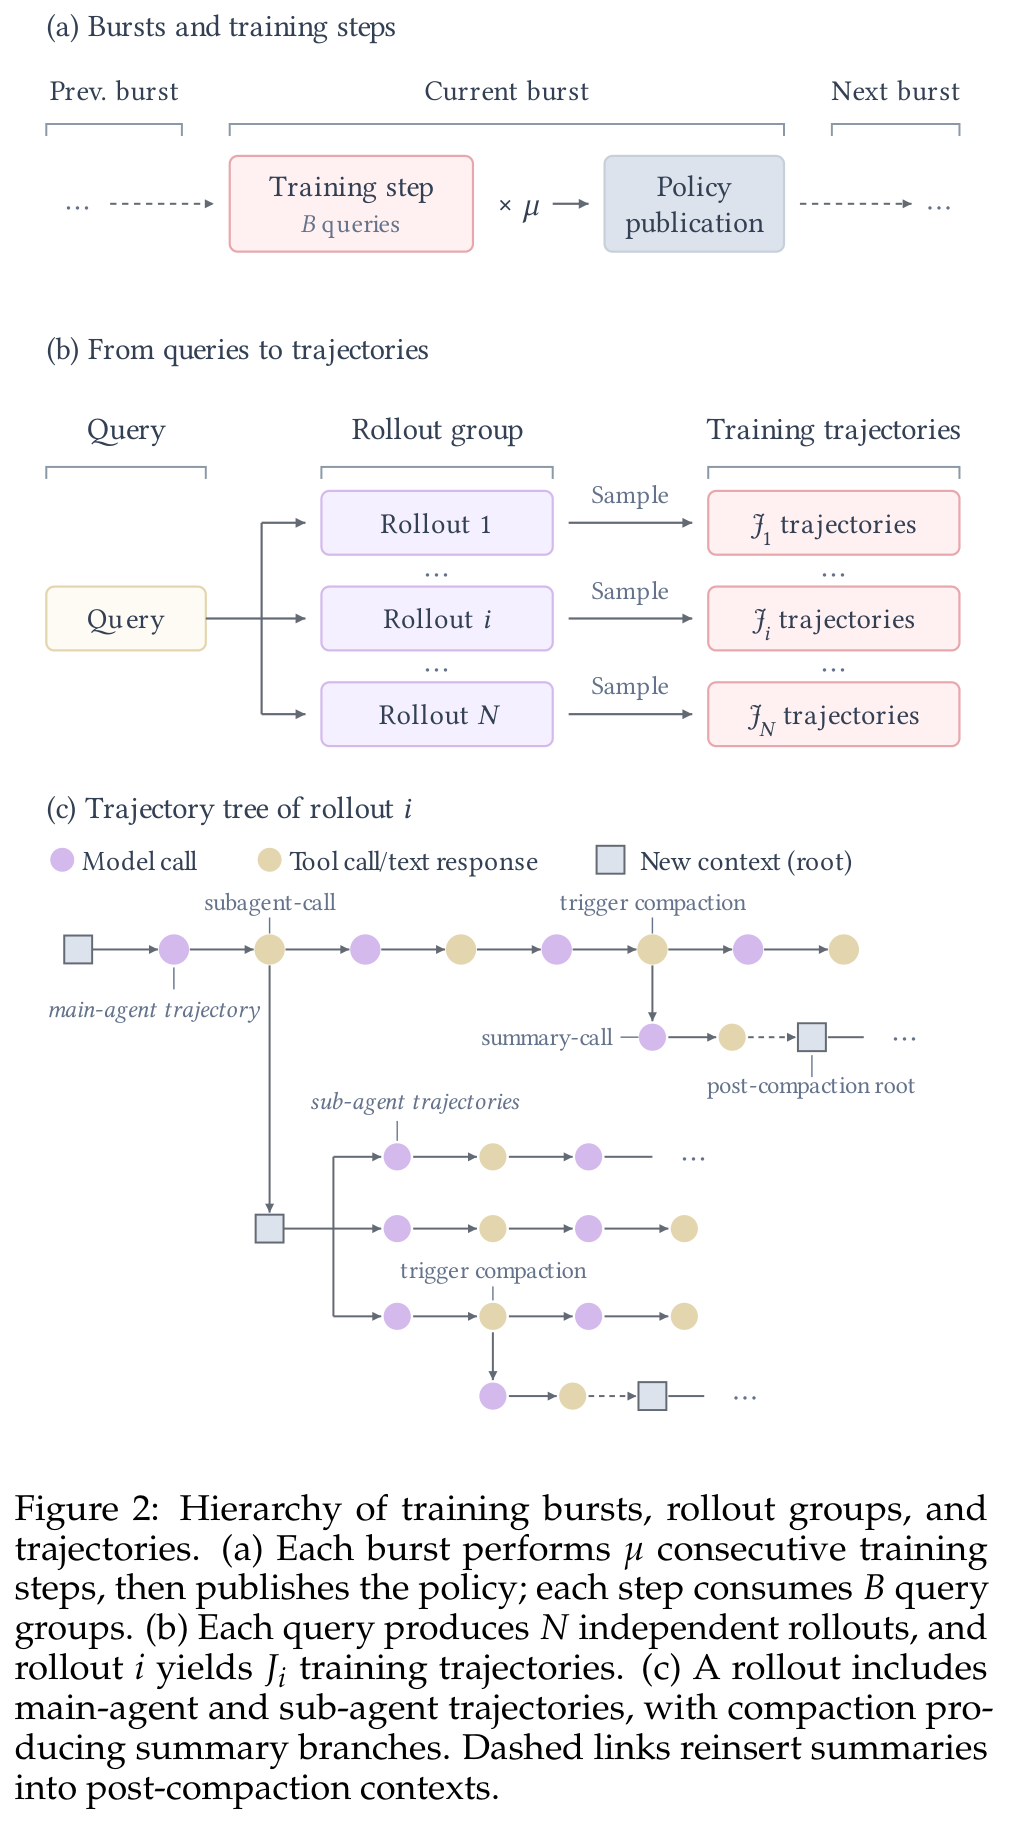 (a) Bursts and training steps
Prev. burst
Current burst
Next burst
...
Training step
B queries
× μ
Policy
publication
...
(b) From queries to trajectories
Query
Rollout group
Training trajectories
Query
Rollout 1
Sample
J1 trajectories
...
...
Rollout i
Sample
Ji trajectories
...
...
Rollout N
Sample
JN trajectories
(c) Trajectory tree of rollout i
Model call
Tool call/text response
New context (root)
subagent-call
trigger compaction
main-agent trajectory
summary-call
...
post-compaction root
sub-agent trajectories
...
trigger compaction
...
Figure 2: Hierarchy of training bursts, rollout groups, and
trajectories. (a) Each burst performs μ consecutive training
steps, then publishes the policy; each step consumes B query
groups. (b) Each query produces N independent rollouts, and
rollout i yields Ji training trajectories. (c) A rollout includes
main-agent and sub-agent trajectories, with compaction pro-
ducing summary branches. Dashed links reinsert summaries
into post-compaction contexts.